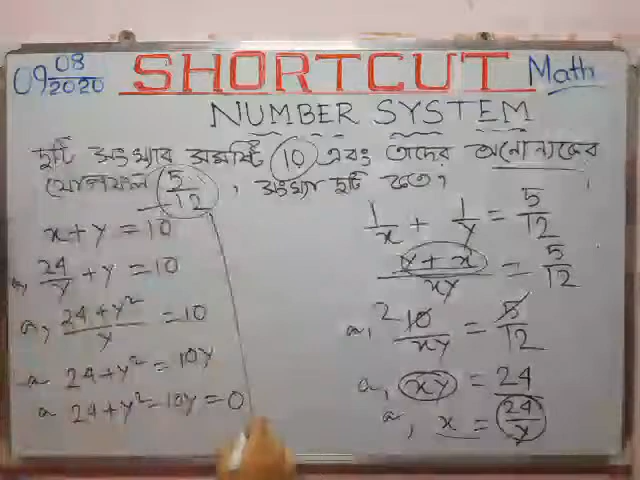 09 08/2020 SHORTCUT Math
NUMBER SYSTEM
দুটি সংখ্যার সমষ্টি 10 এবং তাদের অনোন্যকের
যোগফল 5/12, সংখ্যা দুটি হবে?
x + y = 10
বা, 24/y + y = 10
বা, (24 + y²)/y = 10
বা 24 + y² = 10y
বা 24 + y² - 10y = 0
1/x + 1/y = 5/12
(y + x)/xy = 5/12
বা, 2 10/xy = 5/12
বা, xy = 24
বা, x = 24/y